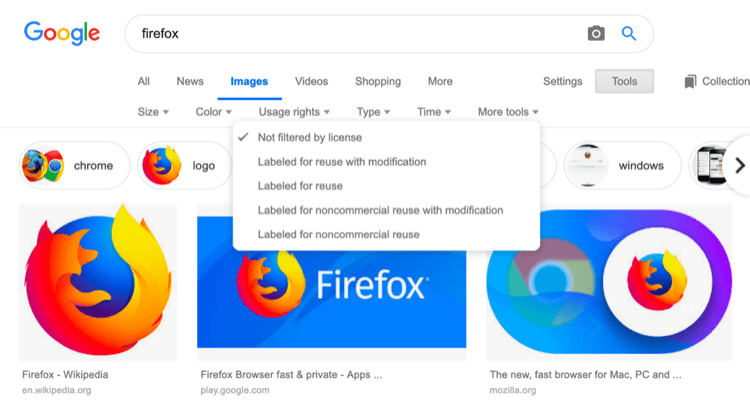 Google
firefox
All News Images Videos Shopping More Settings Tools Collection
Size Color Usage rights Type Time More tools
Not filtered by license
Labeled for reuse with modification
Labeled for reuse
Labeled for noncommercial reuse with modification
Labeled for noncommercial reuse
chrome logo windows
Firefox
Firefox - Wikipedia
en.wikipedia.org
Firefox Browser fast & private - Apps ...
play.google.com
The new, fast browser for Mac, PC and ...
mozilla.org